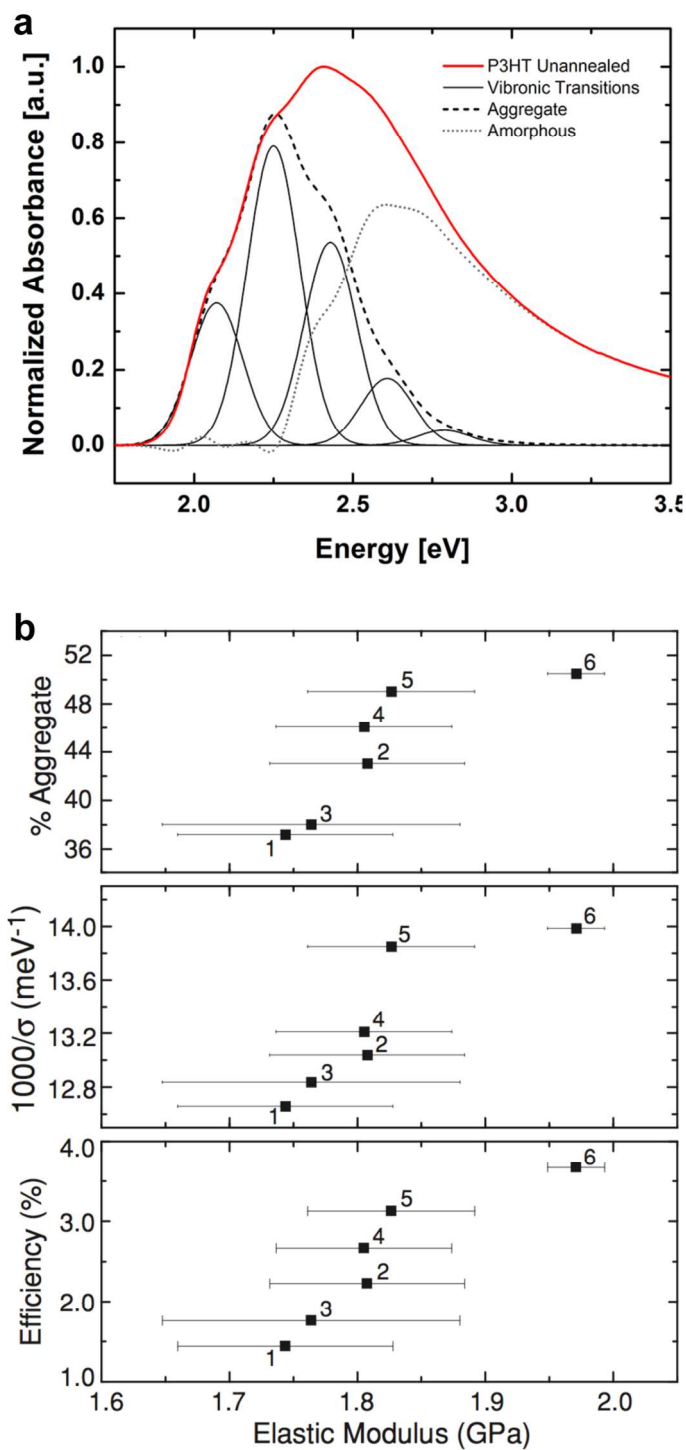 a
P3HT Unannealed
Vibronic Transitions
Aggregate
Amorphous
Normalized Absorbance [a.u.]
1.0
0.8
0.6
0.4
0.2
0.0
2.0 2.5 3.0 3.5
Energy [eV]
b
% Aggregate
52
48
44
40
36
1
2
3
4
5
6
1000/σ (meV⁻¹)
14.0
13.6
13.2
12.8
1
2
3
4
5
6
Efficiency (%)
4.0
3.0
2.0
1.0
1
2
3
4
5
6
1.6 1.7 1.8 1.9 2.0
Elastic Modulus (GPa)